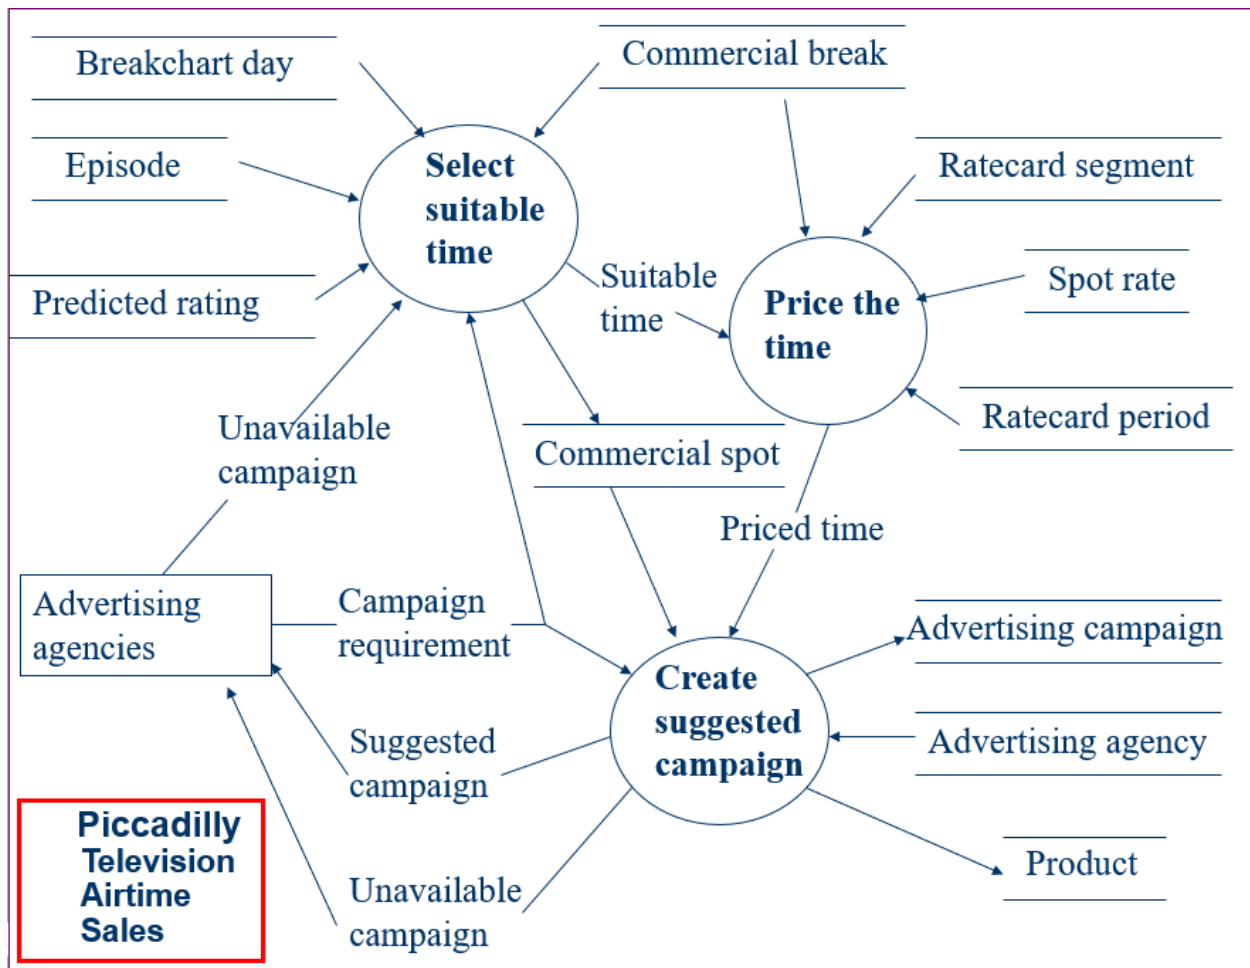 Breakchart day
Commercial break
Episode
Select
suitable
time
Ratecard segment
Predicted rating
Suitable
time
Spot rate
Price the
time
Unavailable
campaign
Commercial spot
Ratecard period
Priced time
Advertising
agencies
Campaign
requirement
Advertising campaign
Create
suggested
campaign
Suggested
campaign
Advertising agency
Piccadilly
Television
Airtime
Sales
Unavailable
campaign
Product